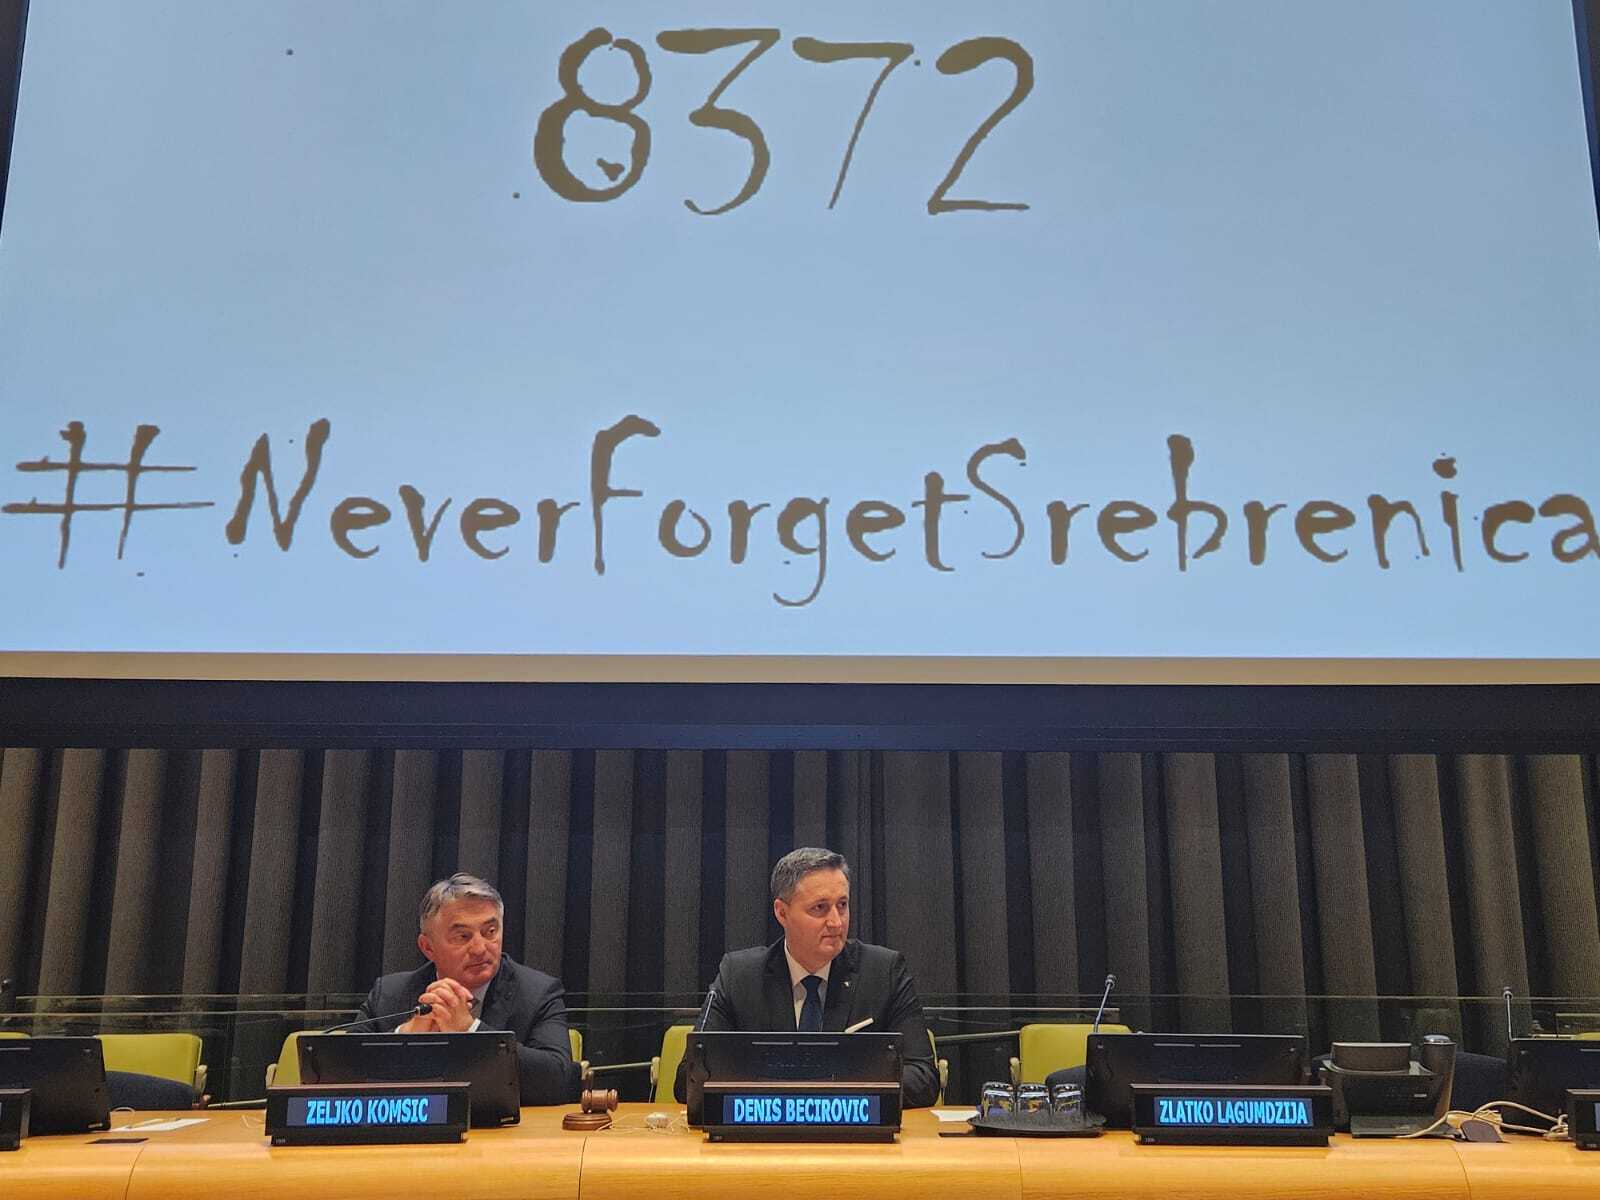 8372
#NeverForgetSrebrenica
ZELJKO KOMSIC
DENIS BECIROVIC
ZLATKO LAGUMDZIJA